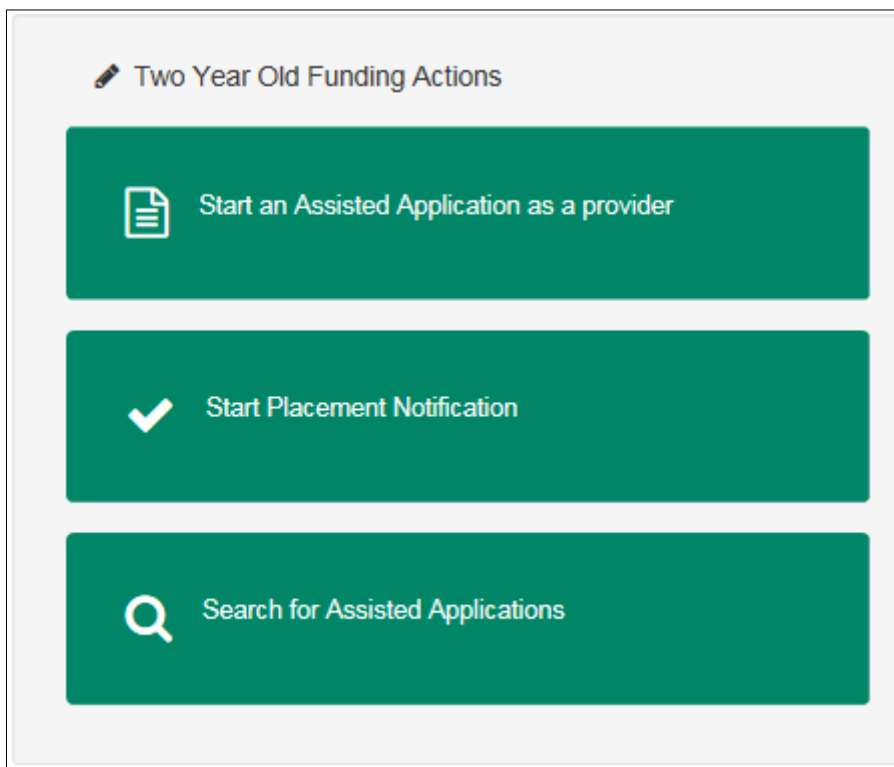 Two Year Old Funding Actions
Start an Assisted Application as a provider
Start Placement Notification
Search for Assisted Applications